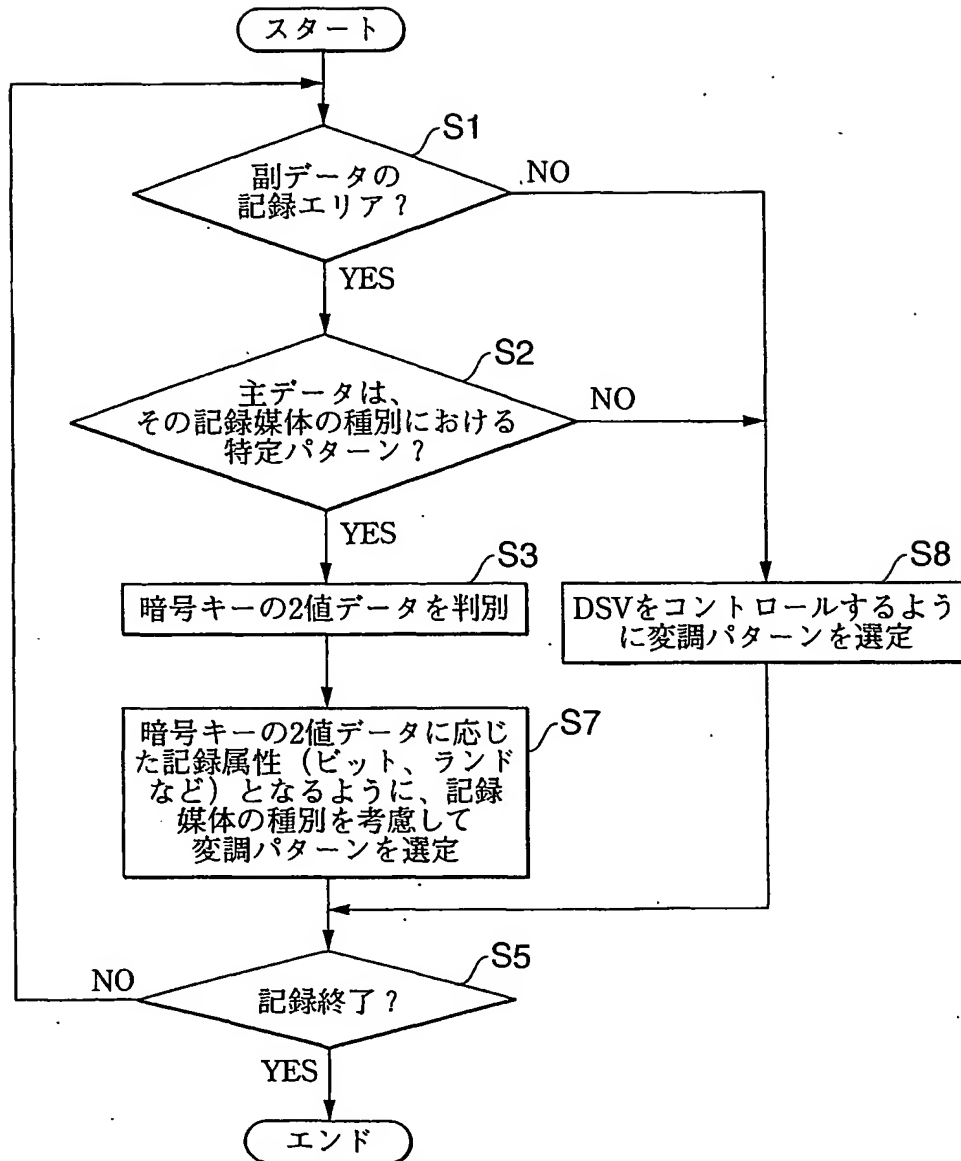 スタート
S1
副データの
記録エリア？
NO
YES
S2
主データは、
その記録媒体の種別における
特定パターン？
NO
YES
S3
暗号キーの2値データを判別
S8
DSVをコントロールするよう
に変調パターンを選定
S7
暗号キーの2値データに応じ
た記録属性（ピット、ランド
など）となるように、記録
媒体の種別を考慮して
変調パターンを選定
S5
記録終了？
NO
YES
エンド